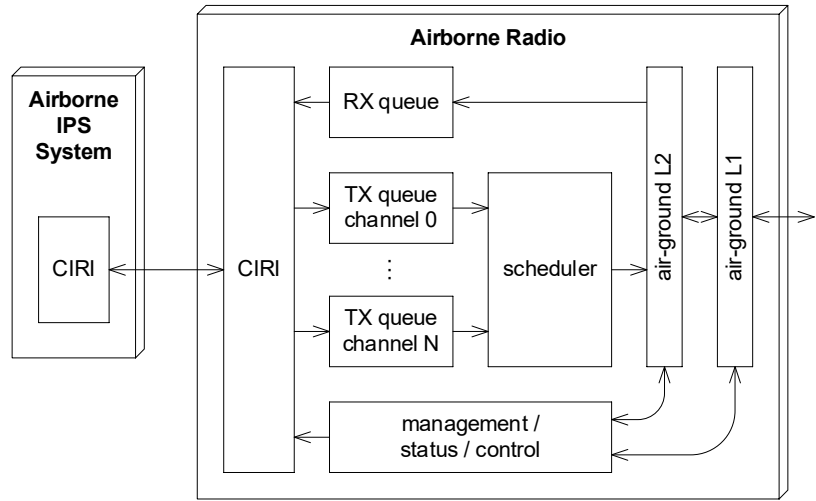 Airborne Radio
Airborne
IPS
System
CIRI
CIRI
RX queue
TX queue
channel 0
⋮
TX queue
channel N
scheduler
air-ground L2
air-ground L1
management /
status / control